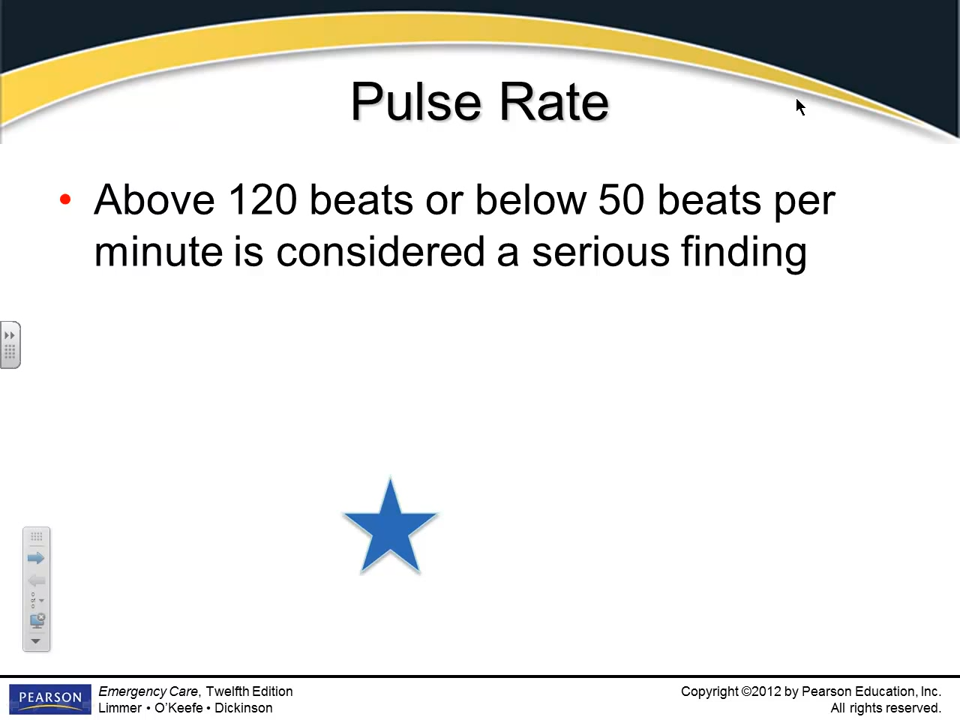 Pulse Rate
• Above 120 beats or below 50 beats per
minute is considered a serious finding
PEARSON
Emergency Care, Twelfth Edition
Limmer • O’Keefe • Dickinson
Copyright ©2012 by Pearson Education, Inc.
All rights reserved.